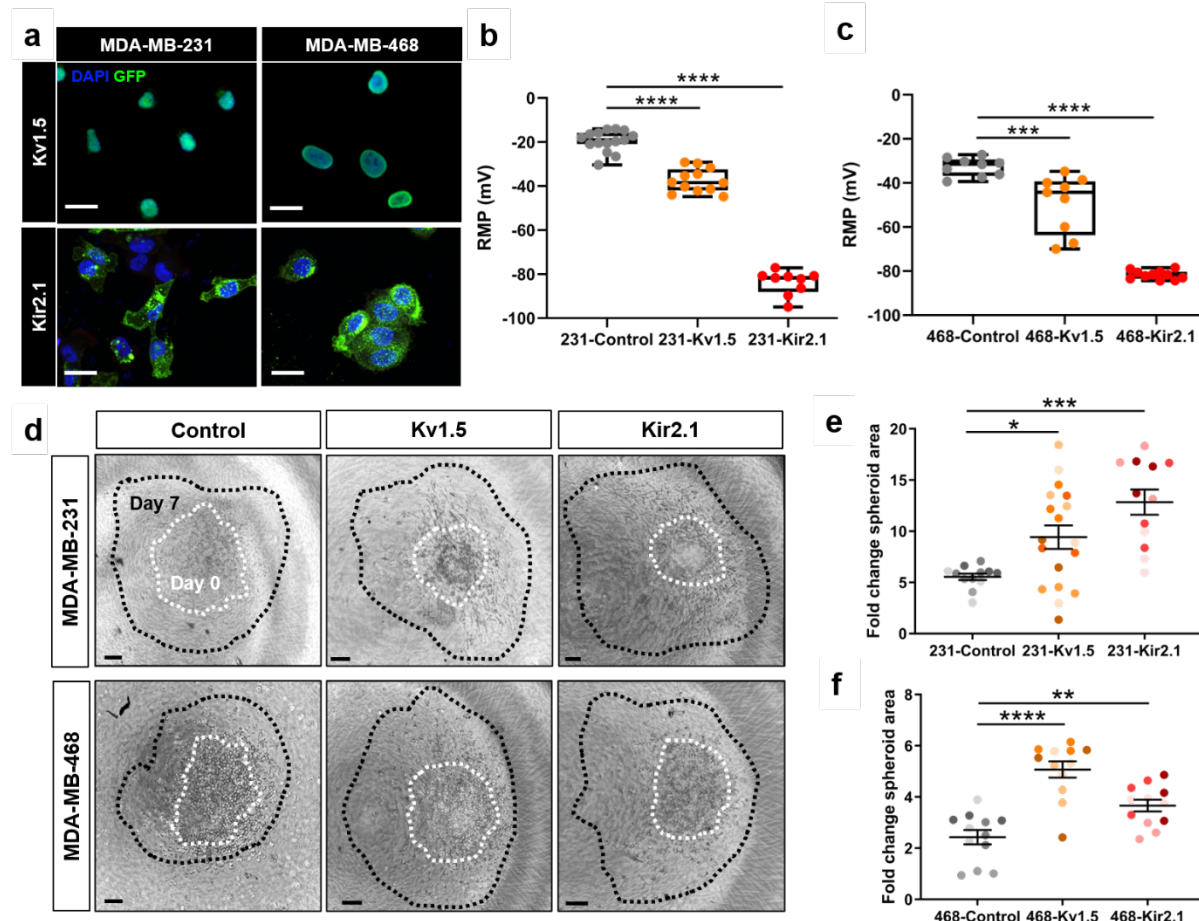 a
MDA-MB-231 MDA-MB-468
Kv1.5
DAPI GFP
Kir2.1
b
****
****
0
-20
-40
-60
-80
-100
RMP (mV)
231-Control 231-Kv1.5 231-Kir2.1
c
****
***
0
-20
-40
-60
-80
-100
RMP (mV)
468-Control 468-Kv1.5 468-Kir2.1
d
Control Kv1.5 Kir2.1
MDA-MB-231
Day 7
Day 0
MDA-MB-468
e
***
*
20
15
10
5
0
Fold change spheroid area
231-Control 231-Kv1.5 231-Kir2.1
f
**
****
8
6
4
2
0
Fold change spheroid area
468-Control 468-Kv1.5 468-Kir2.1